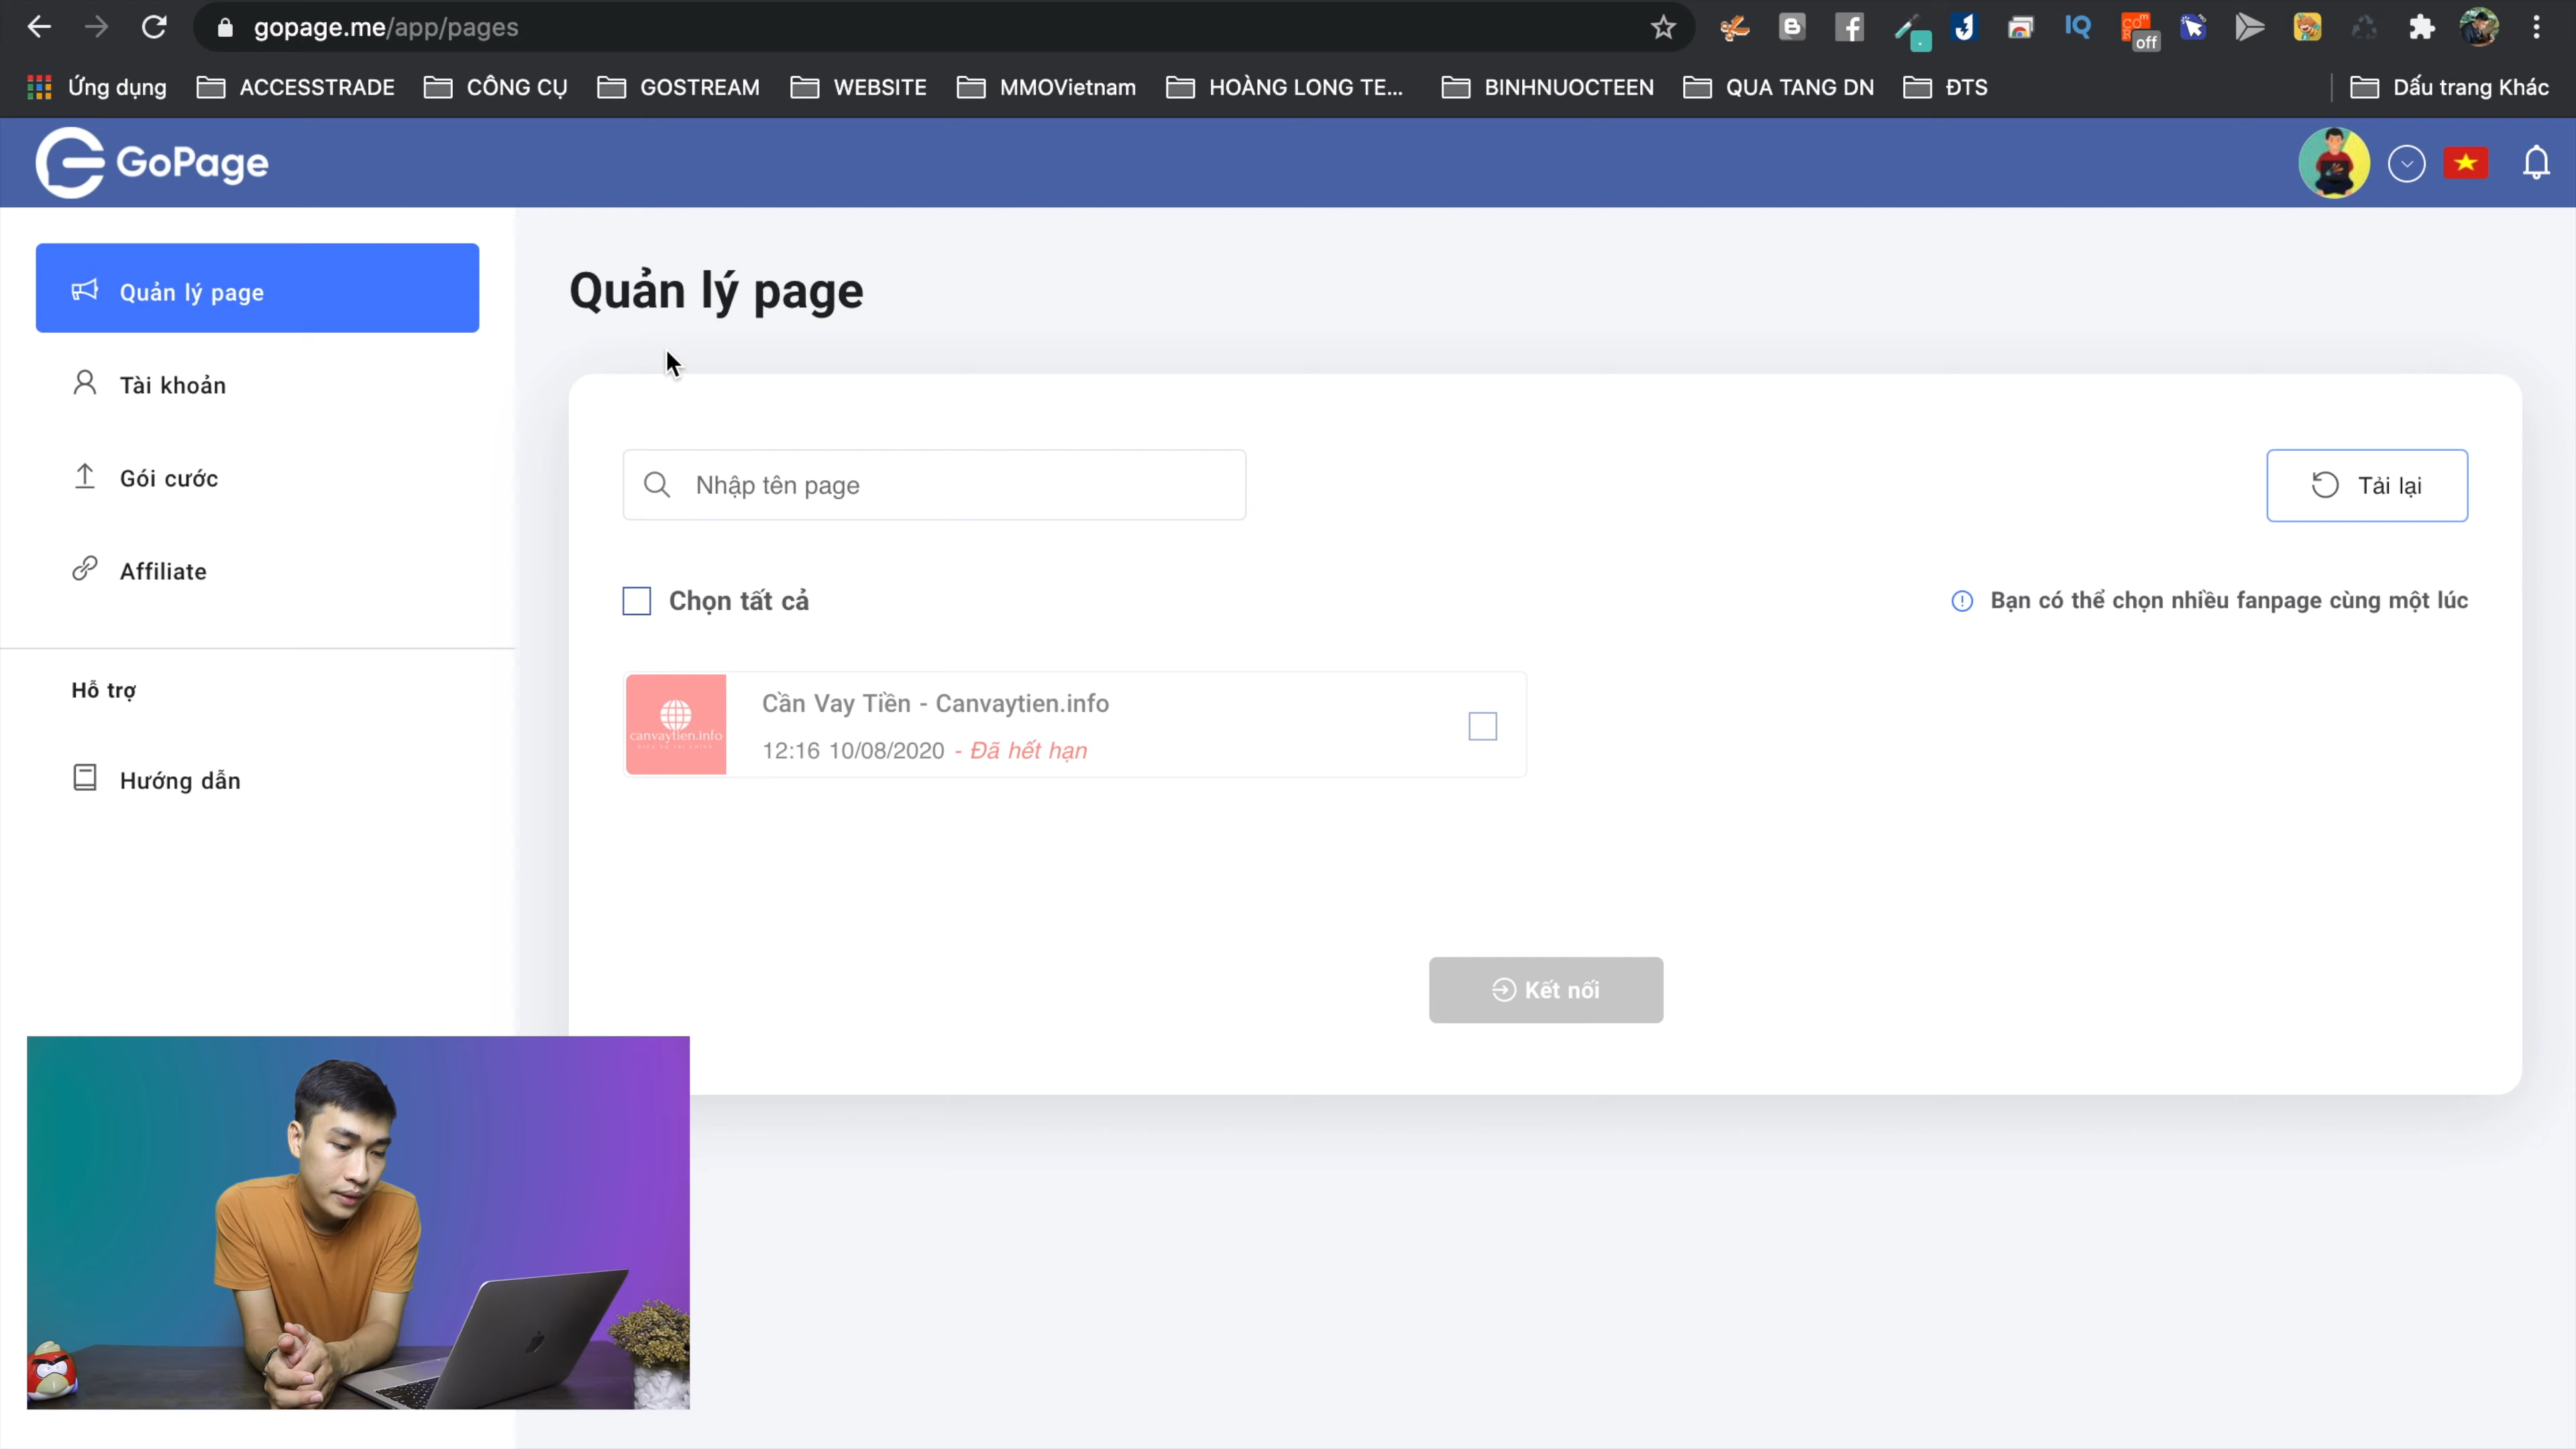 gopage.me/app/pages
off
IQ
Ứng dụng
ACCESSTRADE
CÔNG CỤ
GOSTREAM
WEBSITE
MMOVietnam
HOÀNG LONG TE...
BINHNUOCTEEN
QUA TANG DN
ĐTS
Dấu trang Khác
GoPage
Quản lý page
Tài khoản
Gói cước
Affiliate
Hỗ trợ
Hướng dẫn
Quản lý page
Nhập tên page
Tải lại
Chọn tất cả
Bạn có thể chọn nhiều fanpage cùng một lúc
canvaytien.info
Cần Vay Tiền - Canvaytien.info
12:16 10/08/2020 - Đã hết hạn
Kết nối